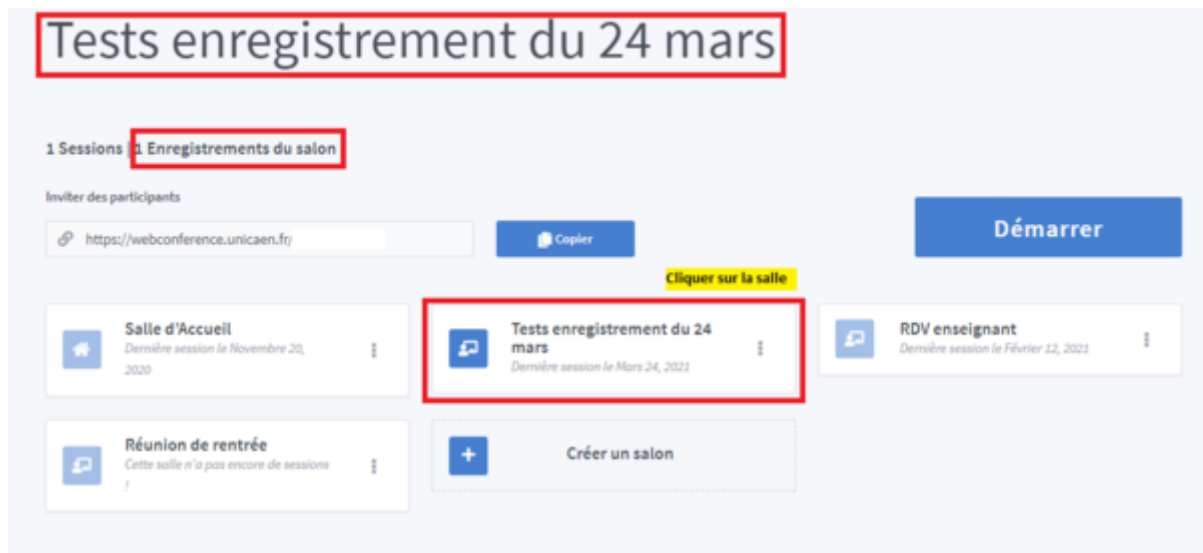 Tests enregistrement du 24 mars
1 Sessions | 1 Enregistrements du salon
Inviter des participants
https://webconference.unicaen.fr/
Copier
Démarrer
Cliquer sur la salle
Salle d'Accueil
Dernière session le Novembre 20,
2020
Tests enregistrement du 24
mars
Dernière session le Mars 24, 2021
RDV enseignant
Dernière session le Février 12, 2021
Réunion de rentrée
Cette salle n'a pas encore de sessions
!
Créer un salon